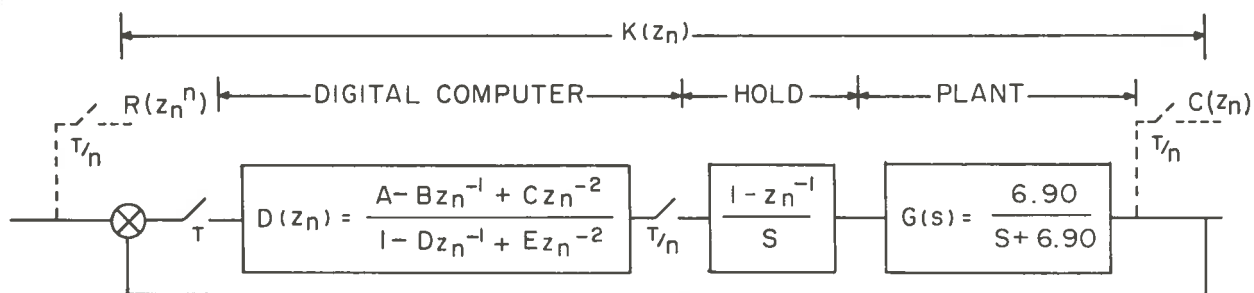 K(zₙ)
R(zₙⁿ)
DIGITAL COMPUTER
HOLD
PLANT
C(zₙ)
T/n
T/n
T
D(zₙ) = (A - Bzₙ⁻¹ + Czₙ⁻²) / (1 - Dzₙ⁻¹ + Ezₙ⁻²)
T/n
(1 - zₙ⁻¹) / S
G(s) = 6.90 / (S + 6.90)